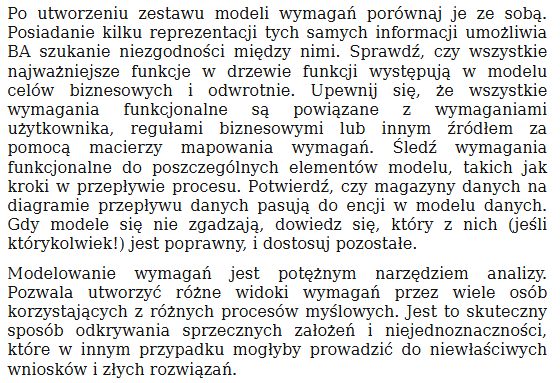 Po utworzeniu zestawu modeli wymagań porównaj je ze sobą.
Posiadanie kilku reprezentacji tych samych informacji umożliwia
BA szukanie niezgodności między nimi. Sprawdź, czy wszystkie
najważniejsze funkcje w drzewie funkcji występują w modelu
celów biznesowych i odwrotnie. Upewnij się, że wszystkie
wymagania funkcjonalne są powiązane z wymaganiami
użytkownika, regułami biznesowymi lub innym źródłem za
pomocą macierzy mapowania wymagań. Śledź wymagania
funkcjonalne do poszczególnych elementów modelu, takich jak
kroki w przepływie procesu. Potwierdź, czy magazyny danych na
diagramie przepływu danych pasują do encji w modelu danych.
Gdy modele się nie zgadzają, dowiedz się, który z nich (jeśli
którykolwiek!) jest poprawny, i dostosuj pozostałe.
Modelowanie wymagań jest potężnym narzędziem analizy.
Pozwala utworzyć różne widoki wymagań przez wiele osób
korzystających z różnych procesów myślowych. Jest to skuteczny
sposób odkrywania sprzecznych założeń i niejednoznaczności,
które w innym przypadku mogłyby prowadzić do niewłaściwych
wniosków i złych rozwiązań.